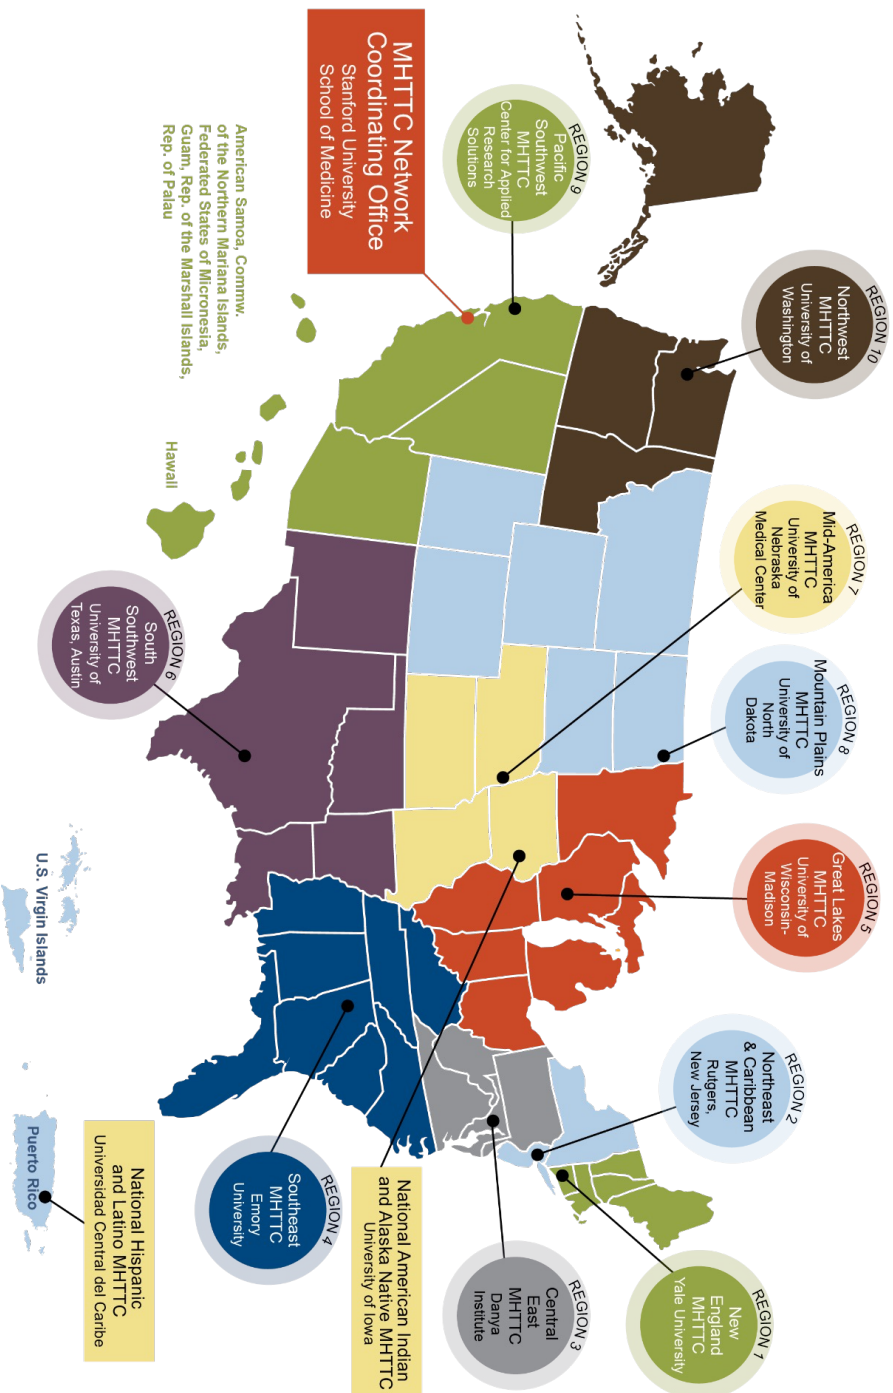 REGION 10
Northwest
MHTTC
University of
Washington
REGION 9
Pacific
Southwest
MHTTC
Center for Applied
Research
Solutions
MHTTC Network
Coordinating Office
Stanford University
School of Medicine
American Samoa, Commw.
of the Northern Mariana Islands,
Federated States of Micronesia,
Guam, Rep. of the Marshall Islands,
Rep. of Palau
Hawaii
REGION 7
Mid-America
MHTTC
University of
Nebraska
Medical Center
REGION 8
Mountain Plains
MHTTC
University of
North
Dakota
REGION 5
Great Lakes
MHTTC
University of
Wisconsin-
Madison
REGION 2
Northeast
& Caribbean
MHTTC
Rutgers,
New Jersey
REGION 1
New
England
MHTTC
Yale University
REGION 3
Central
East
MHTTC
Danya
Institute
National American Indian
and Alaska Native MHTTC
University of Iowa
REGION 4
Southeast
MHTTC
Emory
University
REGION 6
South
Southwest
MHTTC
University of
Texas, Austin
U.S. Virgin Islands
Puerto Rico
National Hispanic
and Latino MHTTC
Universidad Central del Caribe